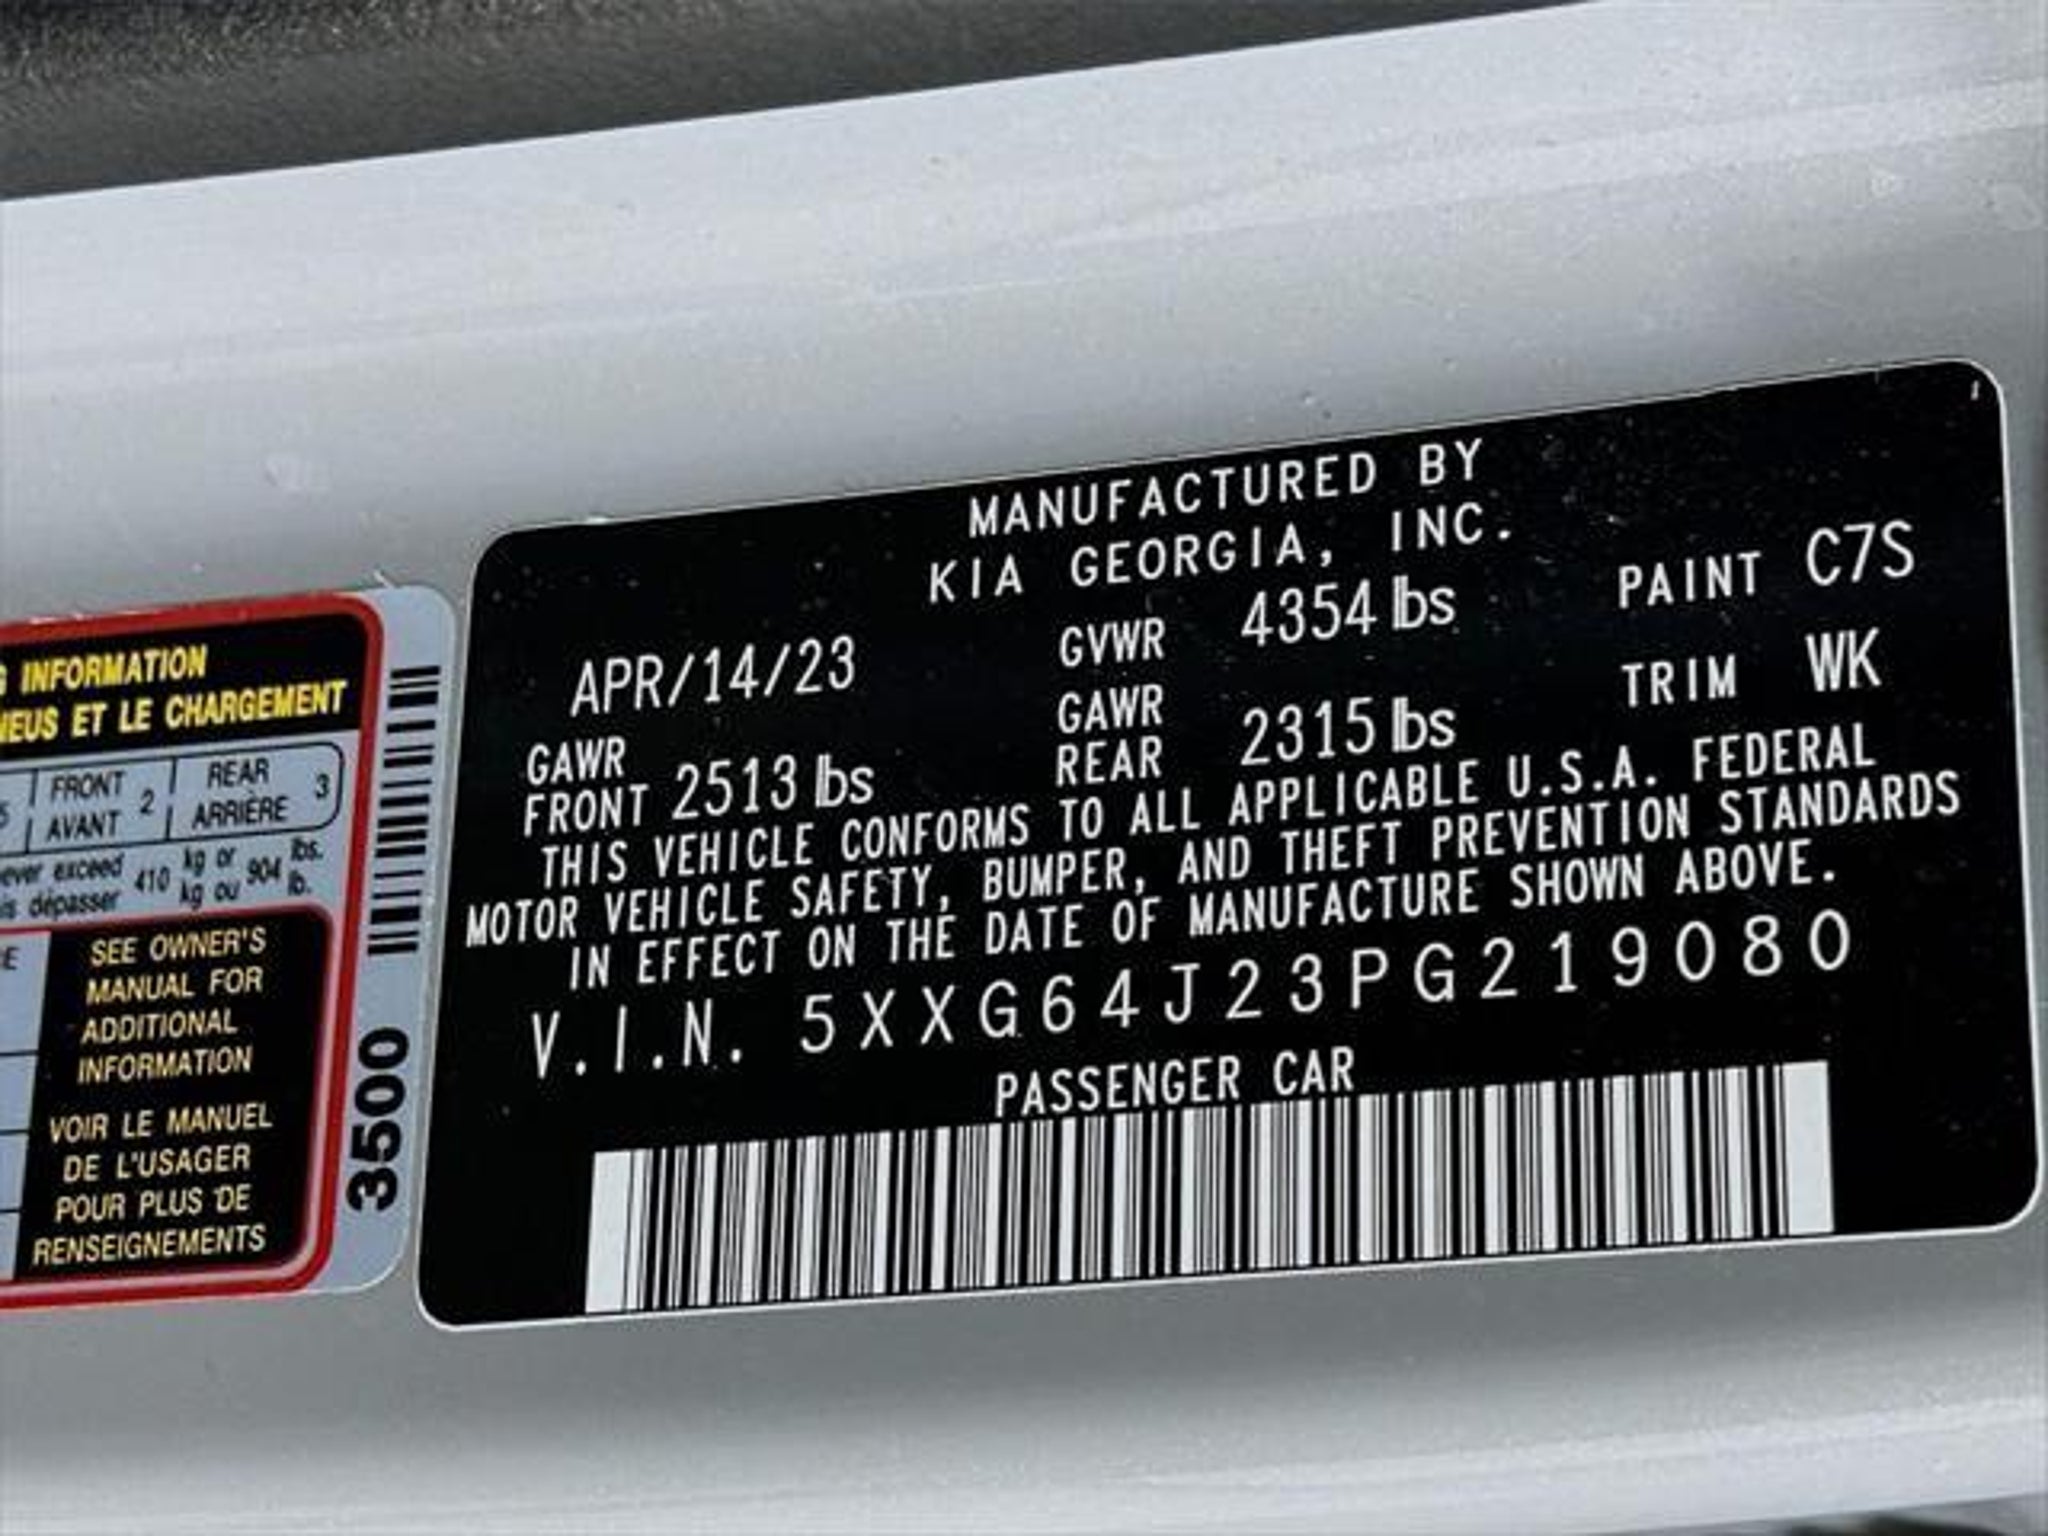 MANUFACTURED BY
KIA GEORGIA, INC.
APR/14/23 GVWR 4354 lbs PAINT C7S
GAWR FRONT 2513 lbs GAWR REAR 2315 lbs TRIM WK
THIS VEHICLE CONFORMS TO ALL APPLICABLE U.S.A. FEDERAL
MOTOR VEHICLE SAFETY, BUMPER, AND THEFT PREVENTION STANDARDS
IN EFFECT ON THE DATE OF MANUFACTURE SHOWN ABOVE.
V.I.N. 5XXG64J23PG219080
PASSENGER CAR
INFORMATION
ET LE CHARGEMENT
FRONT 2 REAR 3
AVANT ARRIÈRE
exceed 410 kg or 904 lbs.
dépasser kg ou lb.
SEE OWNER'S
MANUAL FOR
ADDITIONAL
INFORMATION
VOIR LE MANUEL
DE L'USAGER
POUR PLUS DE
RENSEIGNEMENTS
3500